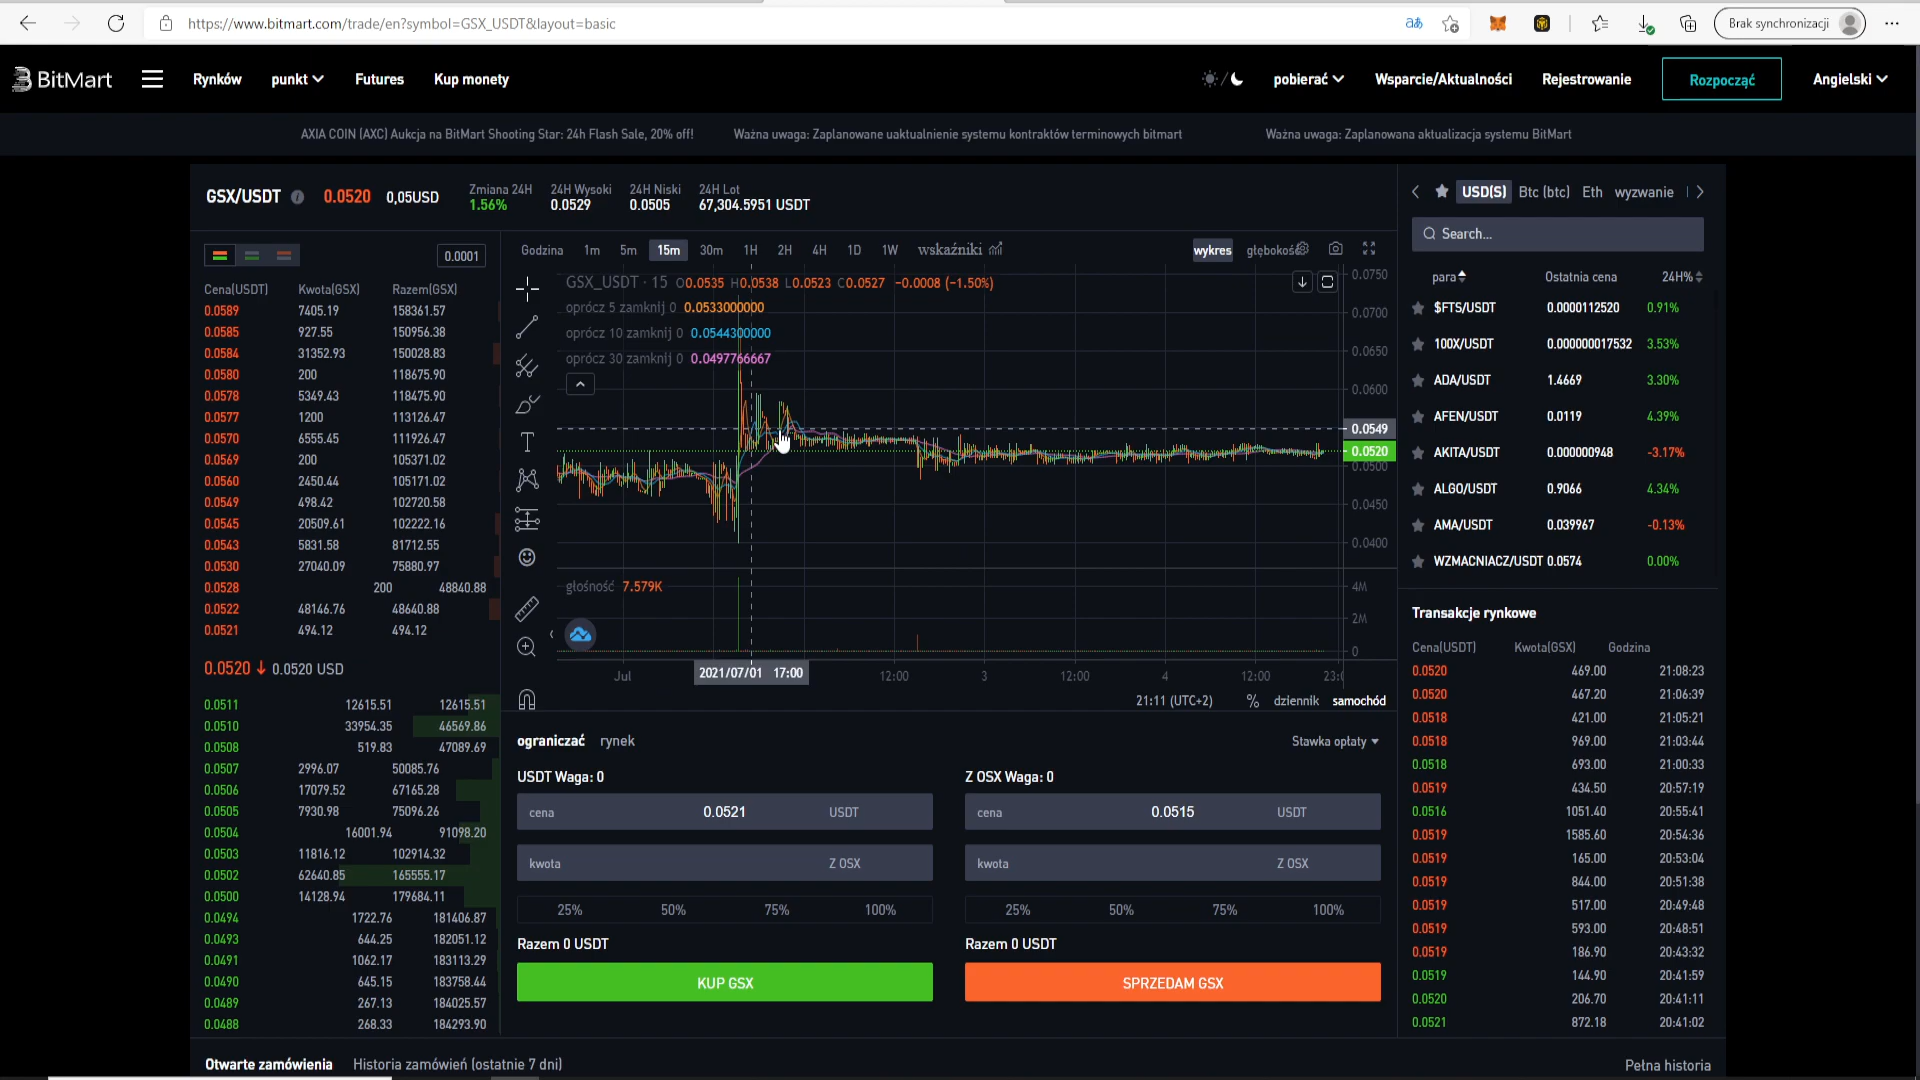 https://www.bitmart.com/trade/en?symbol=GSX_USDT&layout=basic
Brak synchronizacji
BitMart
Rynków punkt Futures Kup monety
pobierać Wsparcie/Aktualności Rejestrowanie Rozpocząć Angielski
AXIA COIN (AXC) Aukcja na BitMart Shooting Star: 24h Flash Sale, 20% off! Ważna uwaga: Zaplanowane uaktualnienie systemu kontraktów terminowych bitmart Ważna uwaga: Zaplanowana aktualizacja systemu BitMart
GSX/USDT 0.0520 0,05USD
Zmiana 24H 24H Wysoki 24H Niski 24H Lot
1.56% 0.0529 0.0505 67,304.5951 USDT
0.0001
Cena(USDT) Kwota(GSX) Razem(GSX)
0.0589 7405.19 158361.57
0.0585 927.55 150956.38
0.0584 31352.93 150028.83
0.0580 200 118675.90
0.0578 5349.43 118475.90
0.0577 1200 113126.47
0.0570 6555.45 111926.47
0.0569 200 105371.02
0.0560 2450.44 105171.02
0.0549 498.42 102720.58
0.0545 20509.61 102222.16
0.0543 5831.58 81712.55
0.0530 27040.09 75880.97
0.0528 200 48840.88
0.0522 48146.76 48640.88
0.0521 494.12 494.12
0.0520 0.0520 USD
0.0511 12615.51 12615.51
0.0510 33954.35 46569.86
0.0508 519.83 47089.69
0.0507 2996.07 50085.76
0.0506 17079.52 67165.28
0.0505 7930.98 75096.26
0.0504 16001.94 91098.20
0.0503 11816.12 102914.32
0.0502 62640.85 165555.17
0.0500 14128.94 179684.11
0.0494 1722.76 181406.87
0.0493 644.25 182051.12
0.0491 1062.17 183113.29
0.0490 645.15 183758.44
0.0489 267.13 184025.57
0.0488 268.33 184293.90
Godzina 1m 5m 15m 30m 1H 2H 4H 1D 1W wskaźniki wykres głębokość
GSX_USDT · 15 O0.0535 H0.0538 L0.0523 C0.0527 -0.0008 (-1.50%)
oprócz 5 zamknij 0 0.0533000000
oprócz 10 zamknij 0 0.0544300000
oprócz 30 zamknij 0 0.0497766667
0.0750
0.0700
0.0650
0.0600
0.0549
0.0520
0.0500
0.0450
0.0400
głośność 7.579K
4M
2M
0
Jul 2021/07/01 17:00 12:00 3 12:00 4 12:00
21:11 (UTC+2) % dziennik samochód
ograniczać rynek Stawka opłaty
USDT Waga: 0 Z OSX Waga: 0
cena 0.0521 USDT cena 0.0515 USDT
kwota Z OSX kwota Z OSX
25% 50% 75% 100% 25% 50% 75% 100%
Razem 0 USDT Razem 0 USDT
KUP GSX SPRZEDAM GSX
USD(S) Btc (btc) Eth wyzwanie
Search...
para Ostatnia cena 24H%
$FTS/USDT 0.0000112520 0.91%
100X/USDT 0.000000017532 3.53%
ADA/USDT 1.4669 3.30%
AFEN/USDT 0.0119 4.39%
AKITA/USDT 0.000000948 -3.17%
ALGO/USDT 0.9066 4.34%
AMA/USDT 0.039967 -0.13%
WZMACNIACZ/USDT 0.0574 0.00%
Transakcje rynkowe
Cena(USDT) Kwota(GSX) Godzina
0.0520 469.00 21:08:23
0.0520 467.20 21:06:39
0.0518 421.00 21:05:21
0.0518 969.00 21:03:44
0.0518 693.00 21:00:33
0.0519 434.50 20:57:19
0.0516 1051.40 20:55:41
0.0519 1585.60 20:54:36
0.0519 165.00 20:53:04
0.0519 844.00 20:51:38
0.0519 517.00 20:49:48
0.0519 593.00 20:48:51
0.0519 186.90 20:43:32
0.0519 144.90 20:41:59
0.0520 206.70 20:41:11
0.0521 872.18 20:41:02
Otwarte zamówienia Historia zamówień (ostatnie 7 dni) Pełna historia